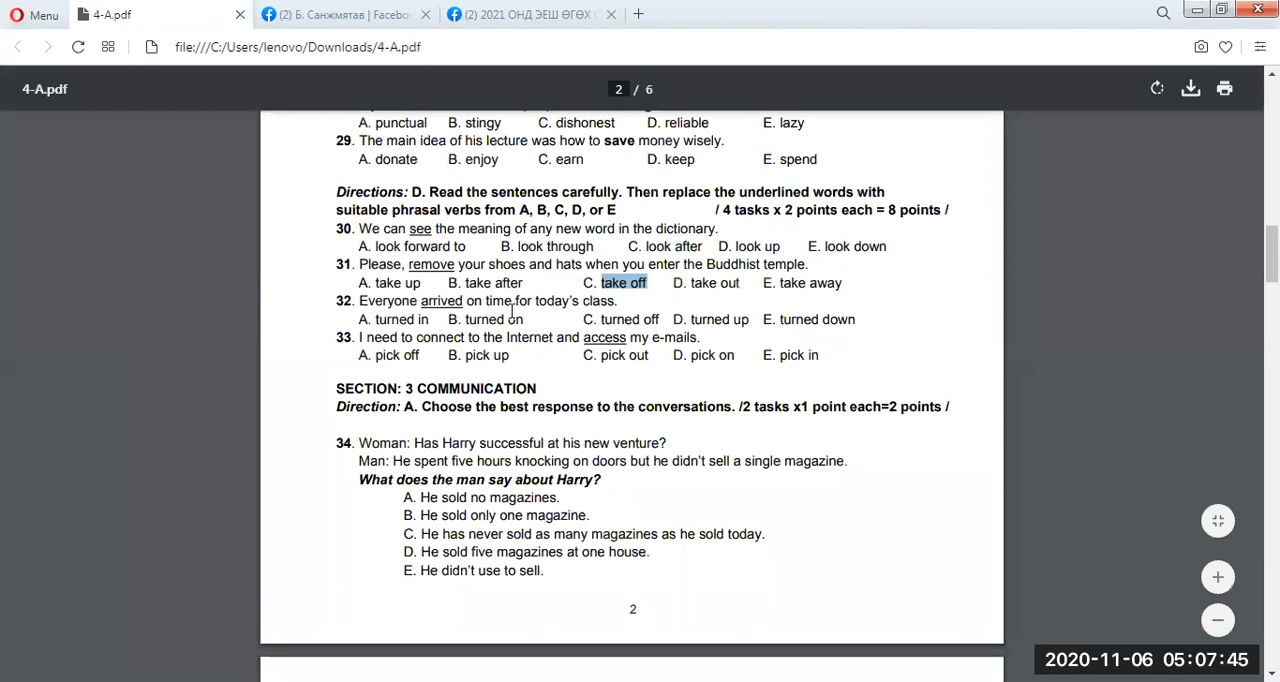 Menu 4-A.pdf (2) Б. Санжмятав | Faceboo (2) 2021 ОНД ЭЕШ ӨГӨХ
file:///C:/Users/lenovo/Downloads/4-A.pdf
4-A.pdf 2 / 6
A. punctual B. stingy C. dishonest D. reliable E. lazy
29. The main idea of his lecture was how to save money wisely.
A. donate B. enjoy C. earn D. keep E. spend
Directions: D. Read the sentences carefully. Then replace the underlined words with
suitable phrasal verbs from A, B, C, D, or E / 4 tasks x 2 points each = 8 points /
30. We can see the meaning of any new word in the dictionary.
A. look forward to B. look through C. look after D. look up E. look down
31. Please, remove your shoes and hats when you enter the Buddhist temple.
A. take up B. take after C. take off D. take out E. take away
32. Everyone arrived on time for today's class.
A. turned in B. turned on C. turned off D. turned up E. turned down
33. I need to connect to the Internet and access my e-mails.
A. pick off B. pick up C. pick out D. pick on E. pick in
SECTION: 3 COMMUNICATION
Direction: A. Choose the best response to the conversations. /2 tasks x1 point each=2 points /
34. Woman: Has Harry successful at his new venture?
Man: He spent five hours knocking on doors but he didn't sell a single magazine.
What does the man say about Harry?
A. He sold no magazines.
B. He sold only one magazine.
C. He has never sold as many magazines as he sold today.
D. He sold five magazines at one house.
E. He didn't use to sell.
2
2020-11-06 05:07:45